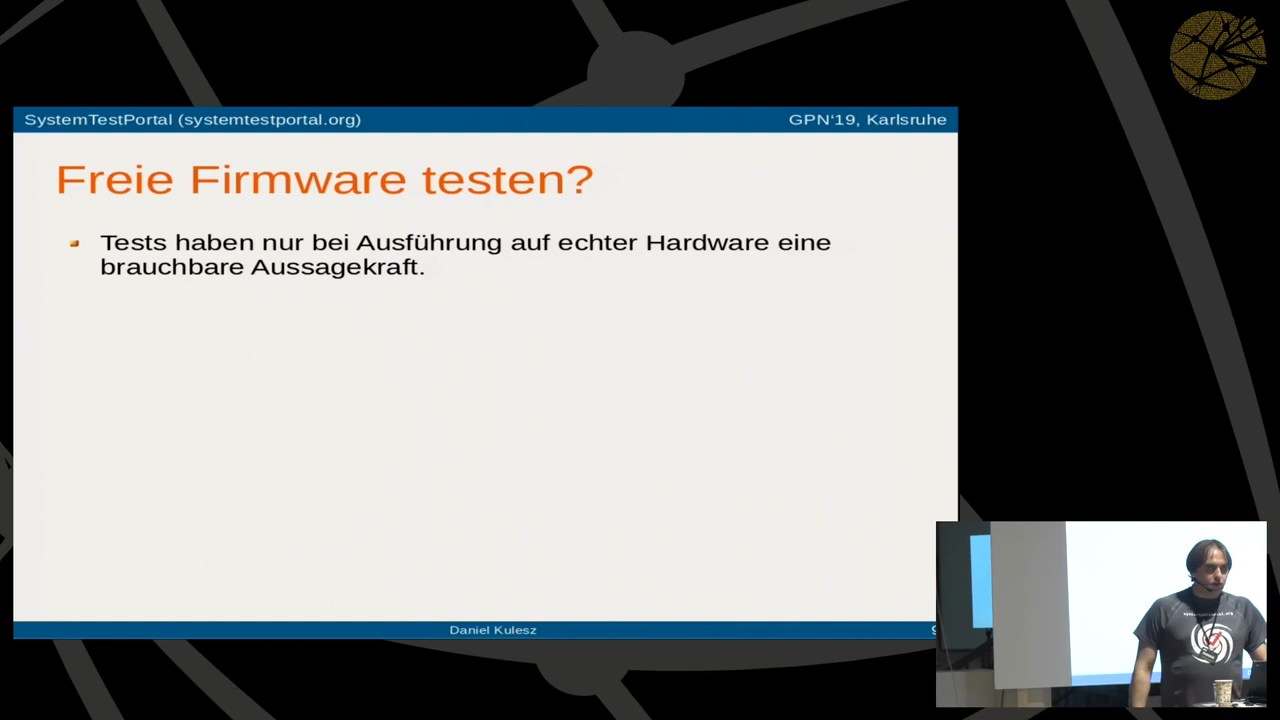 SystemTestPortal (systemtestportal.org)
GPN'19, Karlsruhe
Freie Firmware testen?
Tests haben nur bei Ausführung auf echter Hardware eine
brauchbare Aussagekraft.
Daniel Kulesz